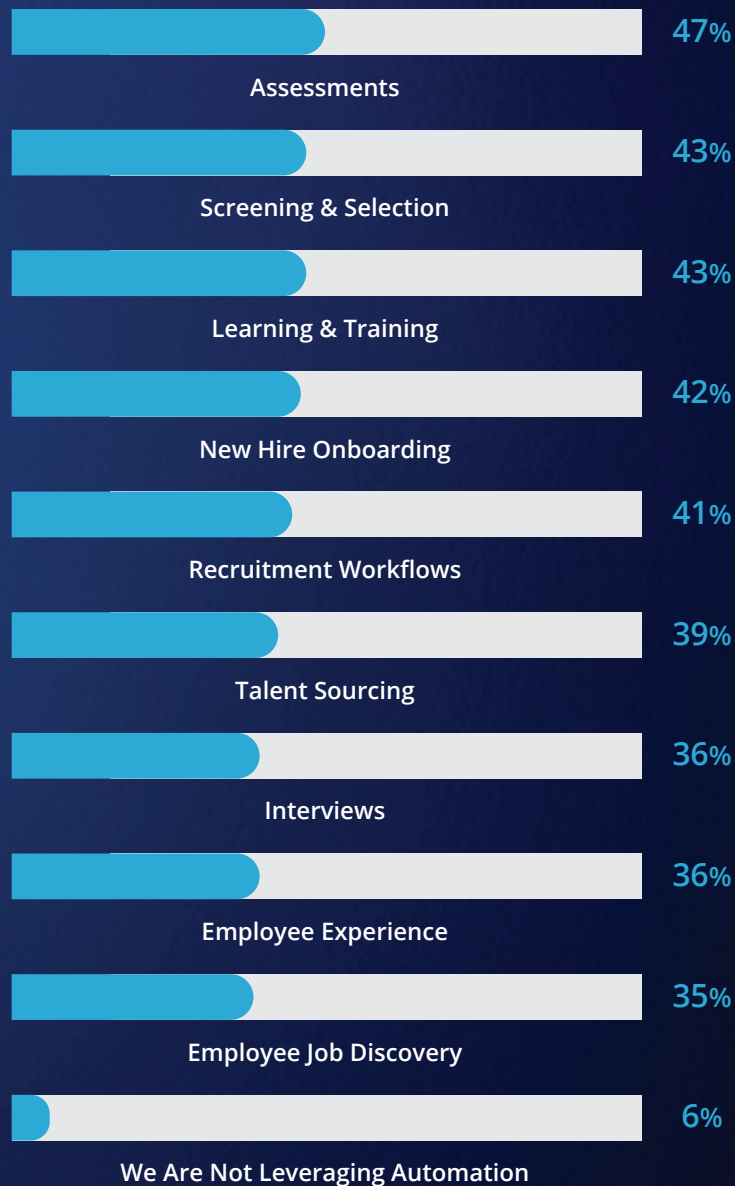 47%
Assessments
43%
Screening & Selection
43%
Learning & Training
42%
New Hire Onboarding
41%
Recruitment Workflows
39%
Talent Sourcing
36%
Interviews
36%
Employee Experience
35%
Employee Job Discovery
6%
We Are Not Leveraging Automation